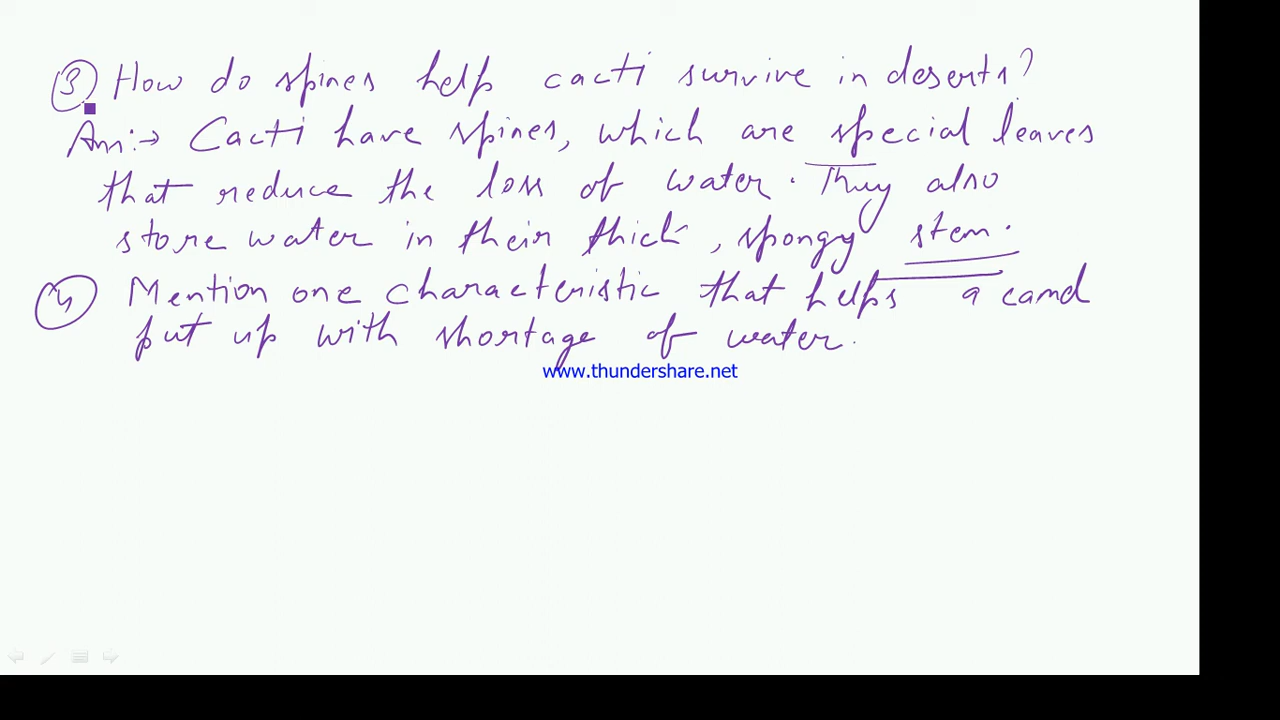 3 How do spines help cacti survive in deserts?
Ans:→ Cacti have spines, which are special leaves
that reduce the loss of water. They also
store water in their thick, spongy stem.
4 Mention one characteristic that helps a camel
put up with shortage of water.
www.thundershare.net